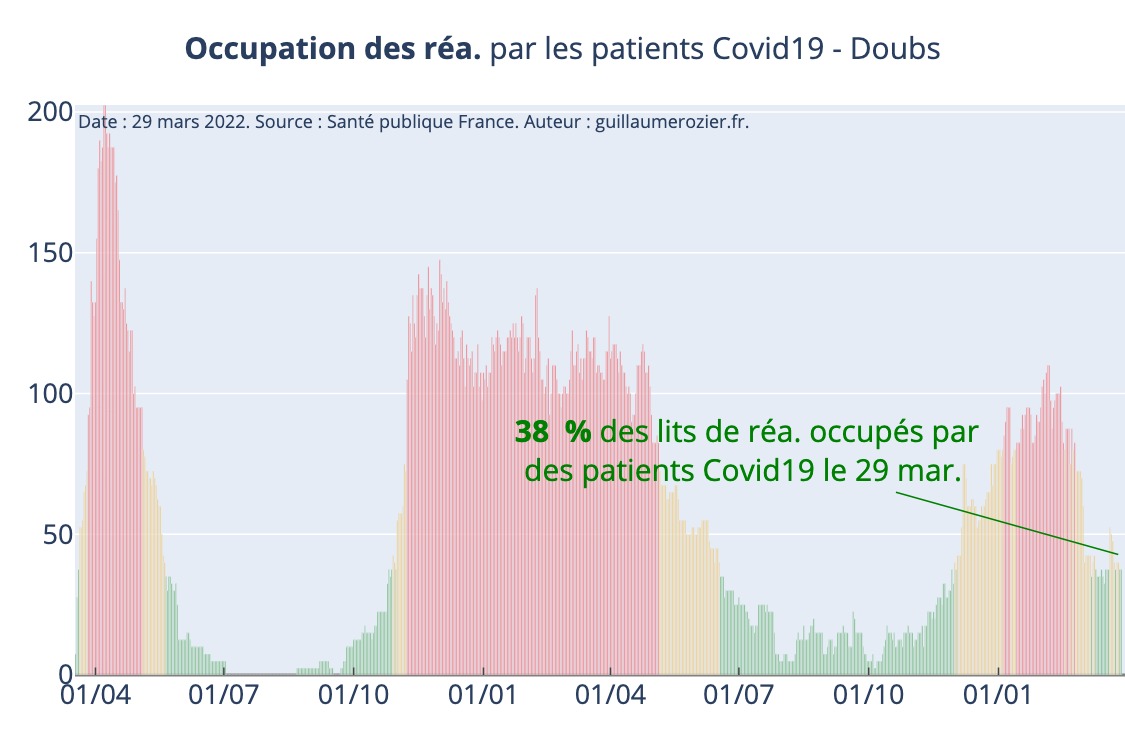 Occupation des réa. par les patients Covid19 - Doubs
200
Date : 29 mars 2022. Source : Santé publique France. Auteur : guillaumerozier.fr.
150
100
38 % des lits de réa. occupés par
des patients Covid19 le 29 mar.
50
0
01/04 01/07 01/10 01/01 01/04 01/07 01/10 01/01